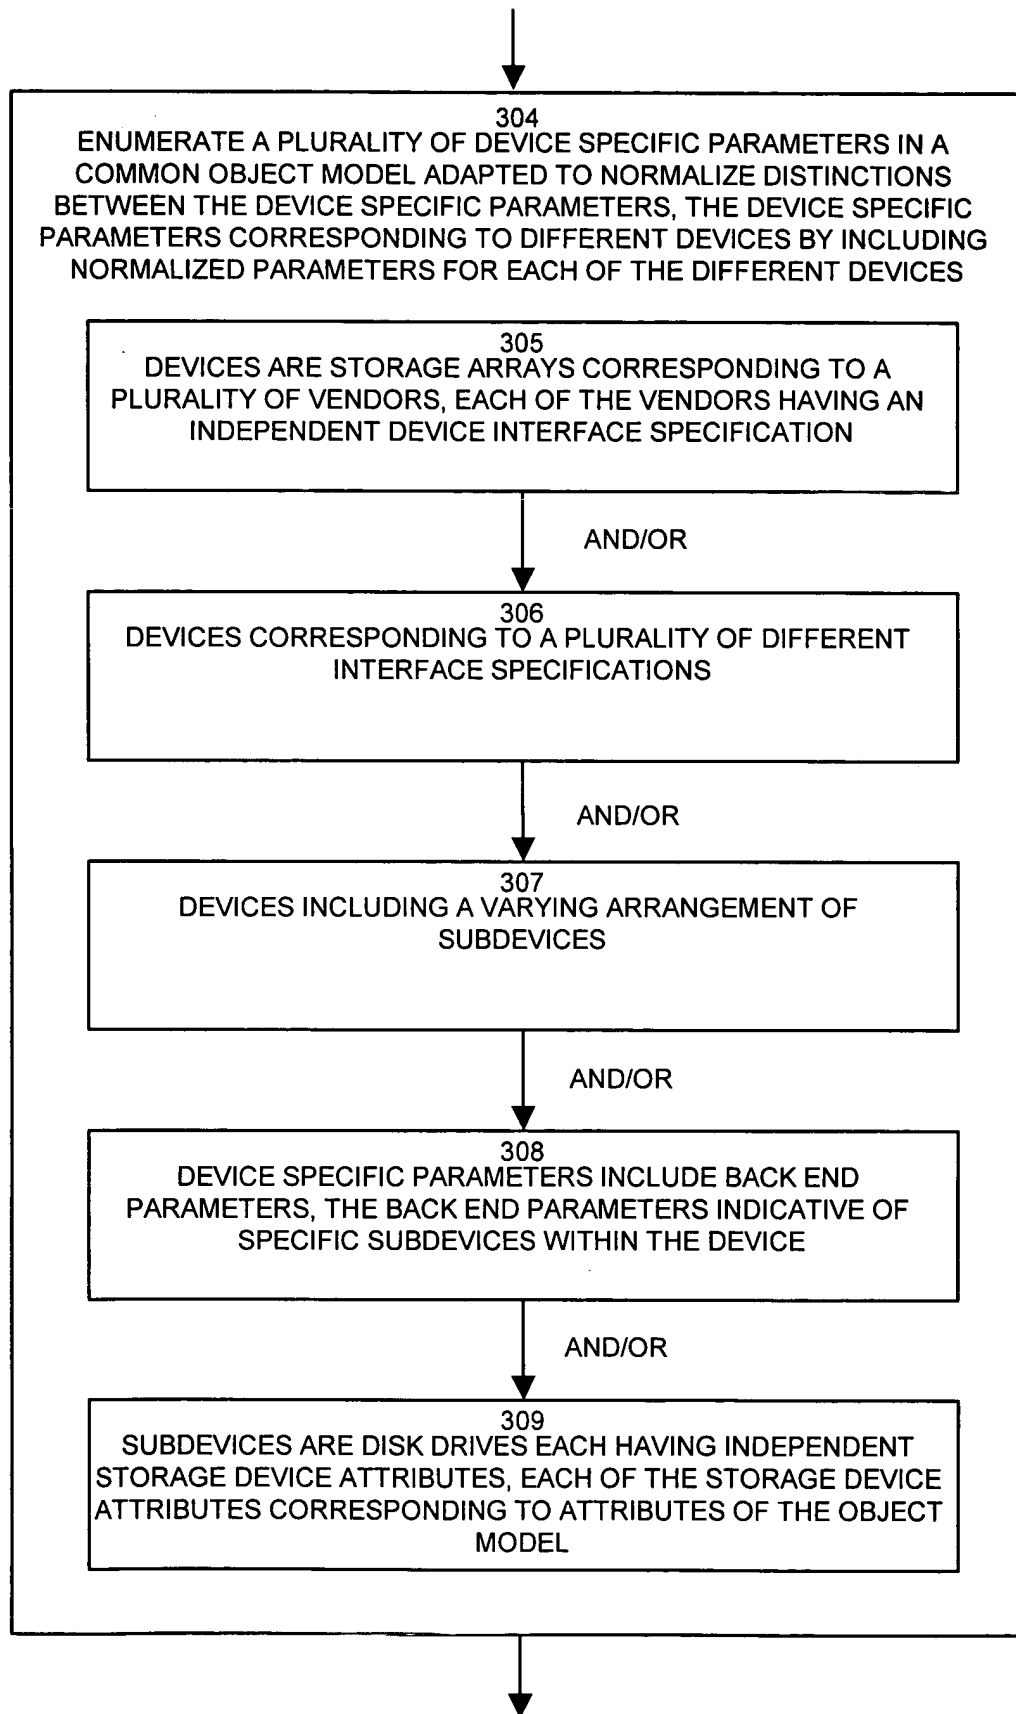 304
ENUMERATE A PLURALITY OF DEVICE SPECIFIC PARAMETERS IN A
COMMON OBJECT MODEL ADAPTED TO NORMALIZE DISTINCTIONS
BETWEEN THE DEVICE SPECIFIC PARAMETERS, THE DEVICE SPECIFIC
PARAMETERS CORRESPONDING TO DIFFERENT DEVICES BY INCLUDING
NORMALIZED PARAMETERS FOR EACH OF THE DIFFERENT DEVICES
305
DEVICES ARE STORAGE ARRAYS CORRESPONDING TO A
PLURALITY OF VENDORS, EACH OF THE VENDORS HAVING AN
INDEPENDENT DEVICE INTERFACE SPECIFICATION
AND/OR
306
DEVICES CORRESPONDING TO A PLURALITY OF DIFFERENT
INTERFACE SPECIFICATIONS
AND/OR
307
DEVICES INCLUDING A VARYING ARRANGEMENT OF
SUBDEVICES
AND/OR
308
DEVICE SPECIFIC PARAMETERS INCLUDE BACK END
PARAMETERS, THE BACK END PARAMETERS INDICATIVE OF
SPECIFIC SUBDEVICES WITHIN THE DEVICE
AND/OR
309
SUBDEVICES ARE DISK DRIVES EACH HAVING INDEPENDENT
STORAGE DEVICE ATTRIBUTES, EACH OF THE STORAGE DEVICE
ATTRIBUTES CORRESPONDING TO ATTRIBUTES OF THE OBJECT
MODEL